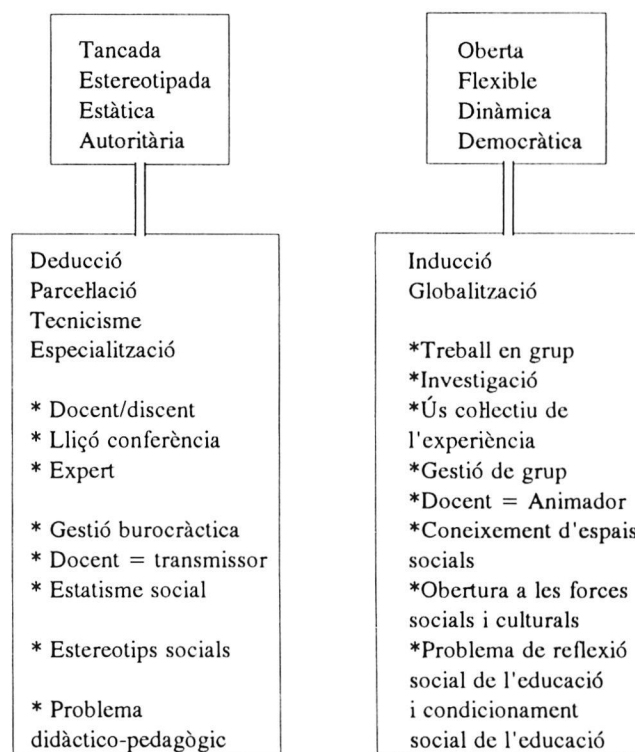 Tancada
Estereotipada
Estàtica
Autoritària
Oberta
Flexible
Dinàmica
Democràtica
Deducció
Parceŀlació
Tecnicisme
Especialització
* Docent/discent
* Lliçó conferència
* Expert
* Gestió burocràctica
* Docent = transmissor
* Estatisme social
* Estereotips socials
* Problema
didàctico-pedagògic
Inducció
Globalització
*Treball en grup
*Investigació
*Ús coŀlectiu de
l'experiència
*Gestió de grup
*Docent = Animador
*Coneixement d'espais
socials
*Obertura a les forces
socials i culturals
*Problema de reflexió
social de l'educació
i condicionament
social de l'educació